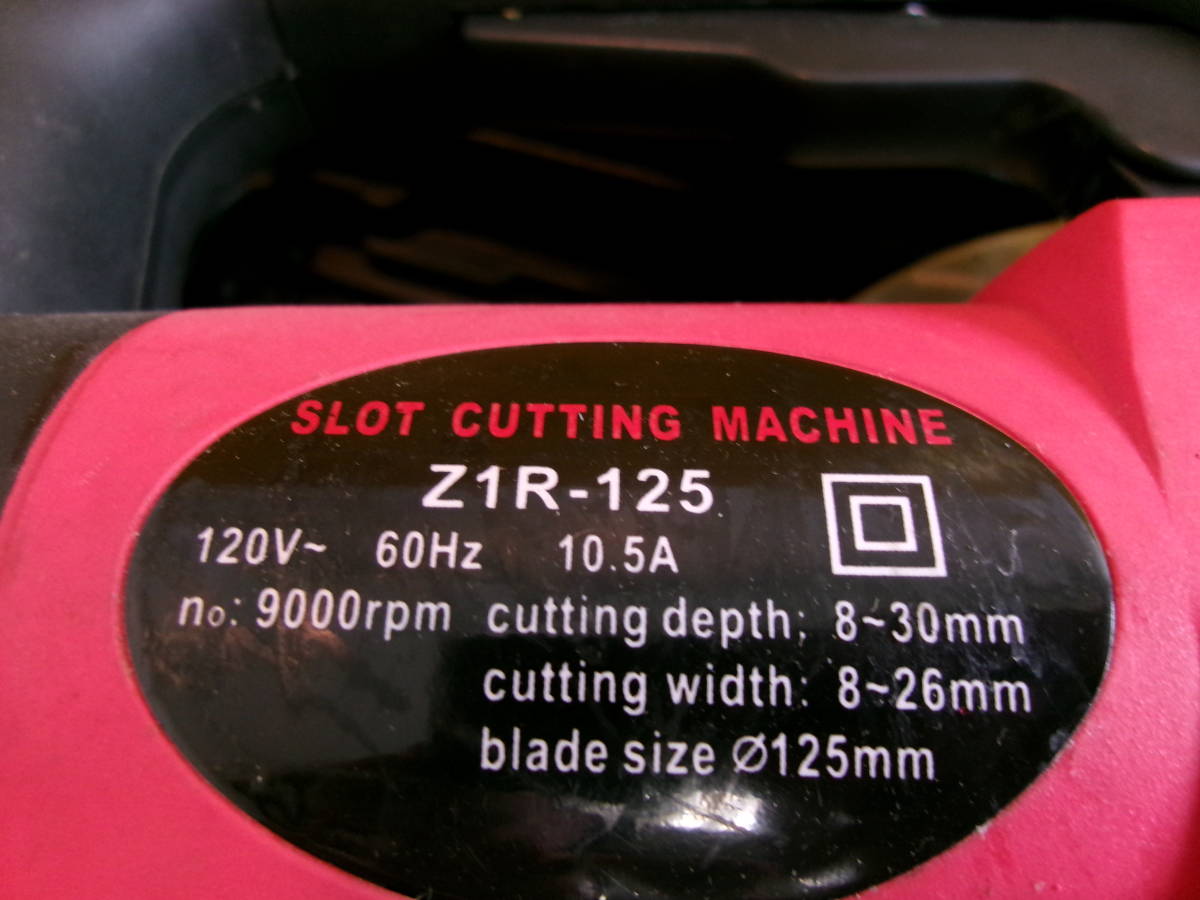 SLOT CUTTING MACHINE
Z1R-125
120V~ 60Hz 10.5A
no: 9000rpm cutting depth: 8~30mm
cutting width: 8~26mm
blade size Ø125mm